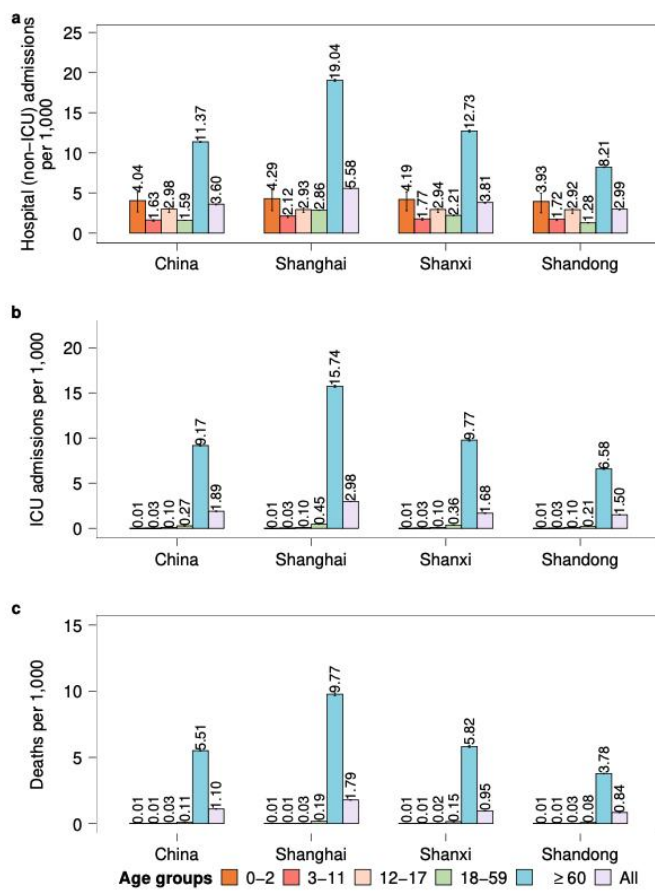 a
Hospital (non−ICU) admissions
per 1,000
25
20
15
10
5
0
4.04 1.63 2.98 1.59 11.37 3.60
4.29 2.12 2.93 2.86 19.04 5.58
4.19 1.77 2.94 2.21 12.73 3.81
3.93 1.72 2.92 1.28 8.21 2.99
China Shanghai Shanxi Shandong
b
ICU admissions per 1,000
20
15
10
5
0
0.01 0.03 0.10 0.27 9.17 1.89
0.01 0.03 0.10 0.45 15.74 2.98
0.01 0.03 0.10 0.36 9.77 1.68
0.01 0.03 0.10 0.21 6.58 1.50
China Shanghai Shanxi Shandong
c
Deaths per 1,000
15
10
5
0
0.01 0.01 0.03 0.11 5.51 1.10
0.01 0.01 0.03 0.19 9.77 1.79
0.01 0.01 0.02 0.15 5.82 0.95
0.01 0.01 0.03 0.08 3.78 0.84
China Shanghai Shanxi Shandong
Age groups 0−2 3−11 12−17 18−59 ≥ 60 All